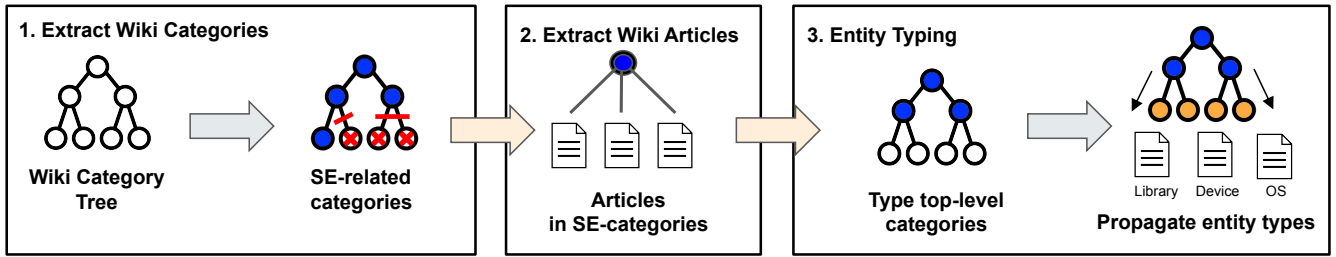 1. Extract Wiki Categories
Wiki Category
Tree
SE-related
categories
2. Extract Wiki Articles
Articles
in SE-categories
3. Entity Typing
Type top-level
categories
Library Device OS
Propagate entity types